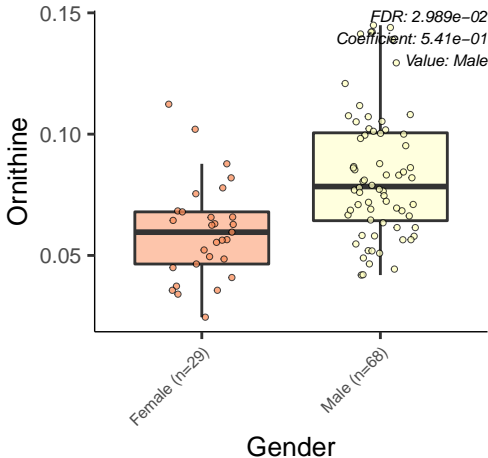 FDR: 2.989e−02
Coefficient: 5.41e−01
Value: Male
0.15
0.10
0.05
Ornithine
Female (n=29)
Male (n=68)
Gender